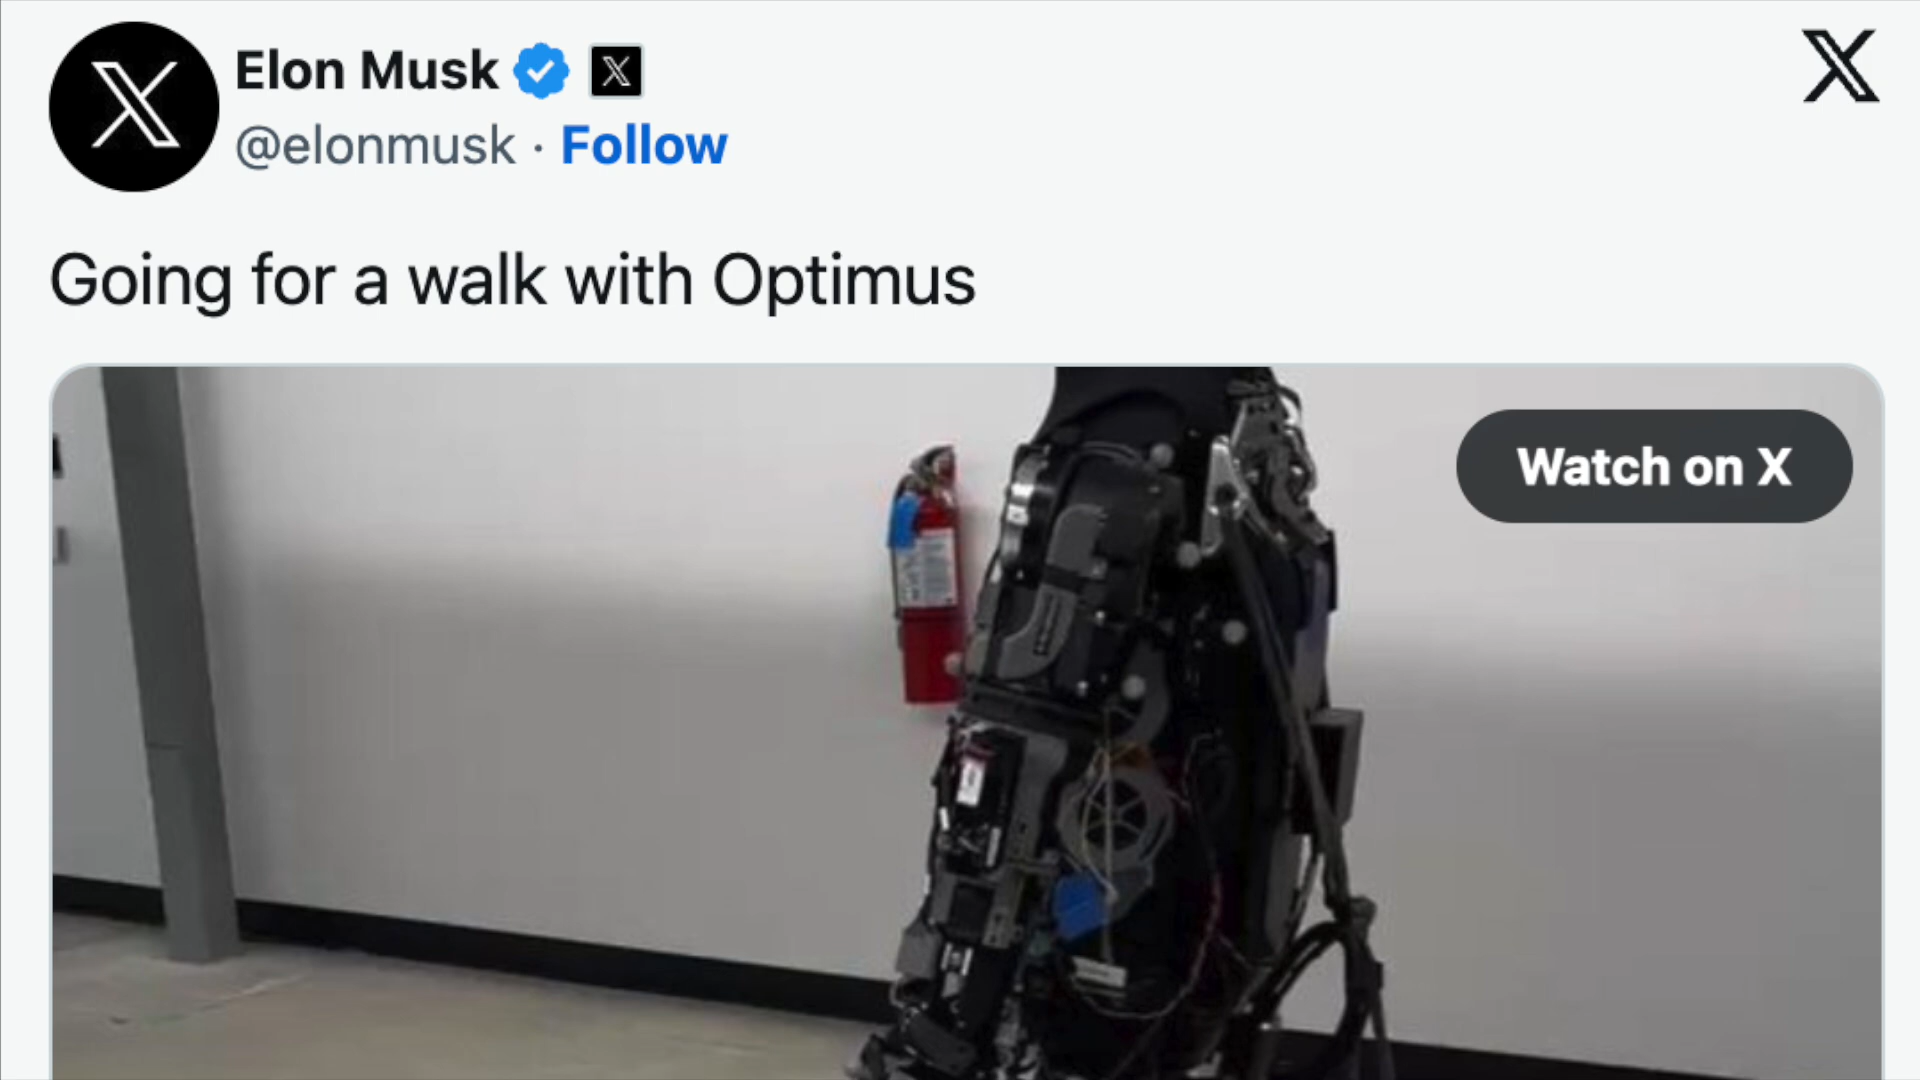 Elon Musk
@elonmusk · Follow
Going for a walk with Optimus
Watch on X